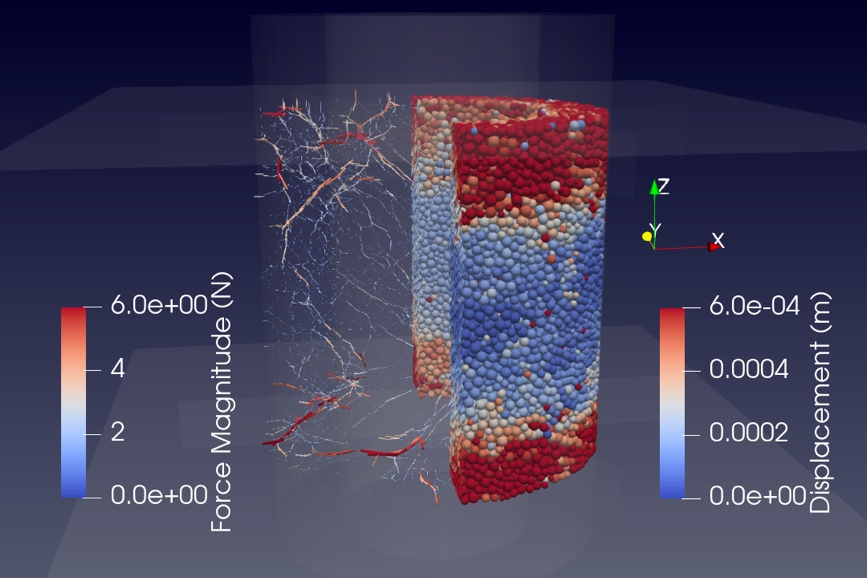 Z
Y
X
6.0e+00
4
2
0.0e+00
Force Magnitude (N)
6.0e-04
0.0004
0.0002
0.0e+00
Displacement (m)